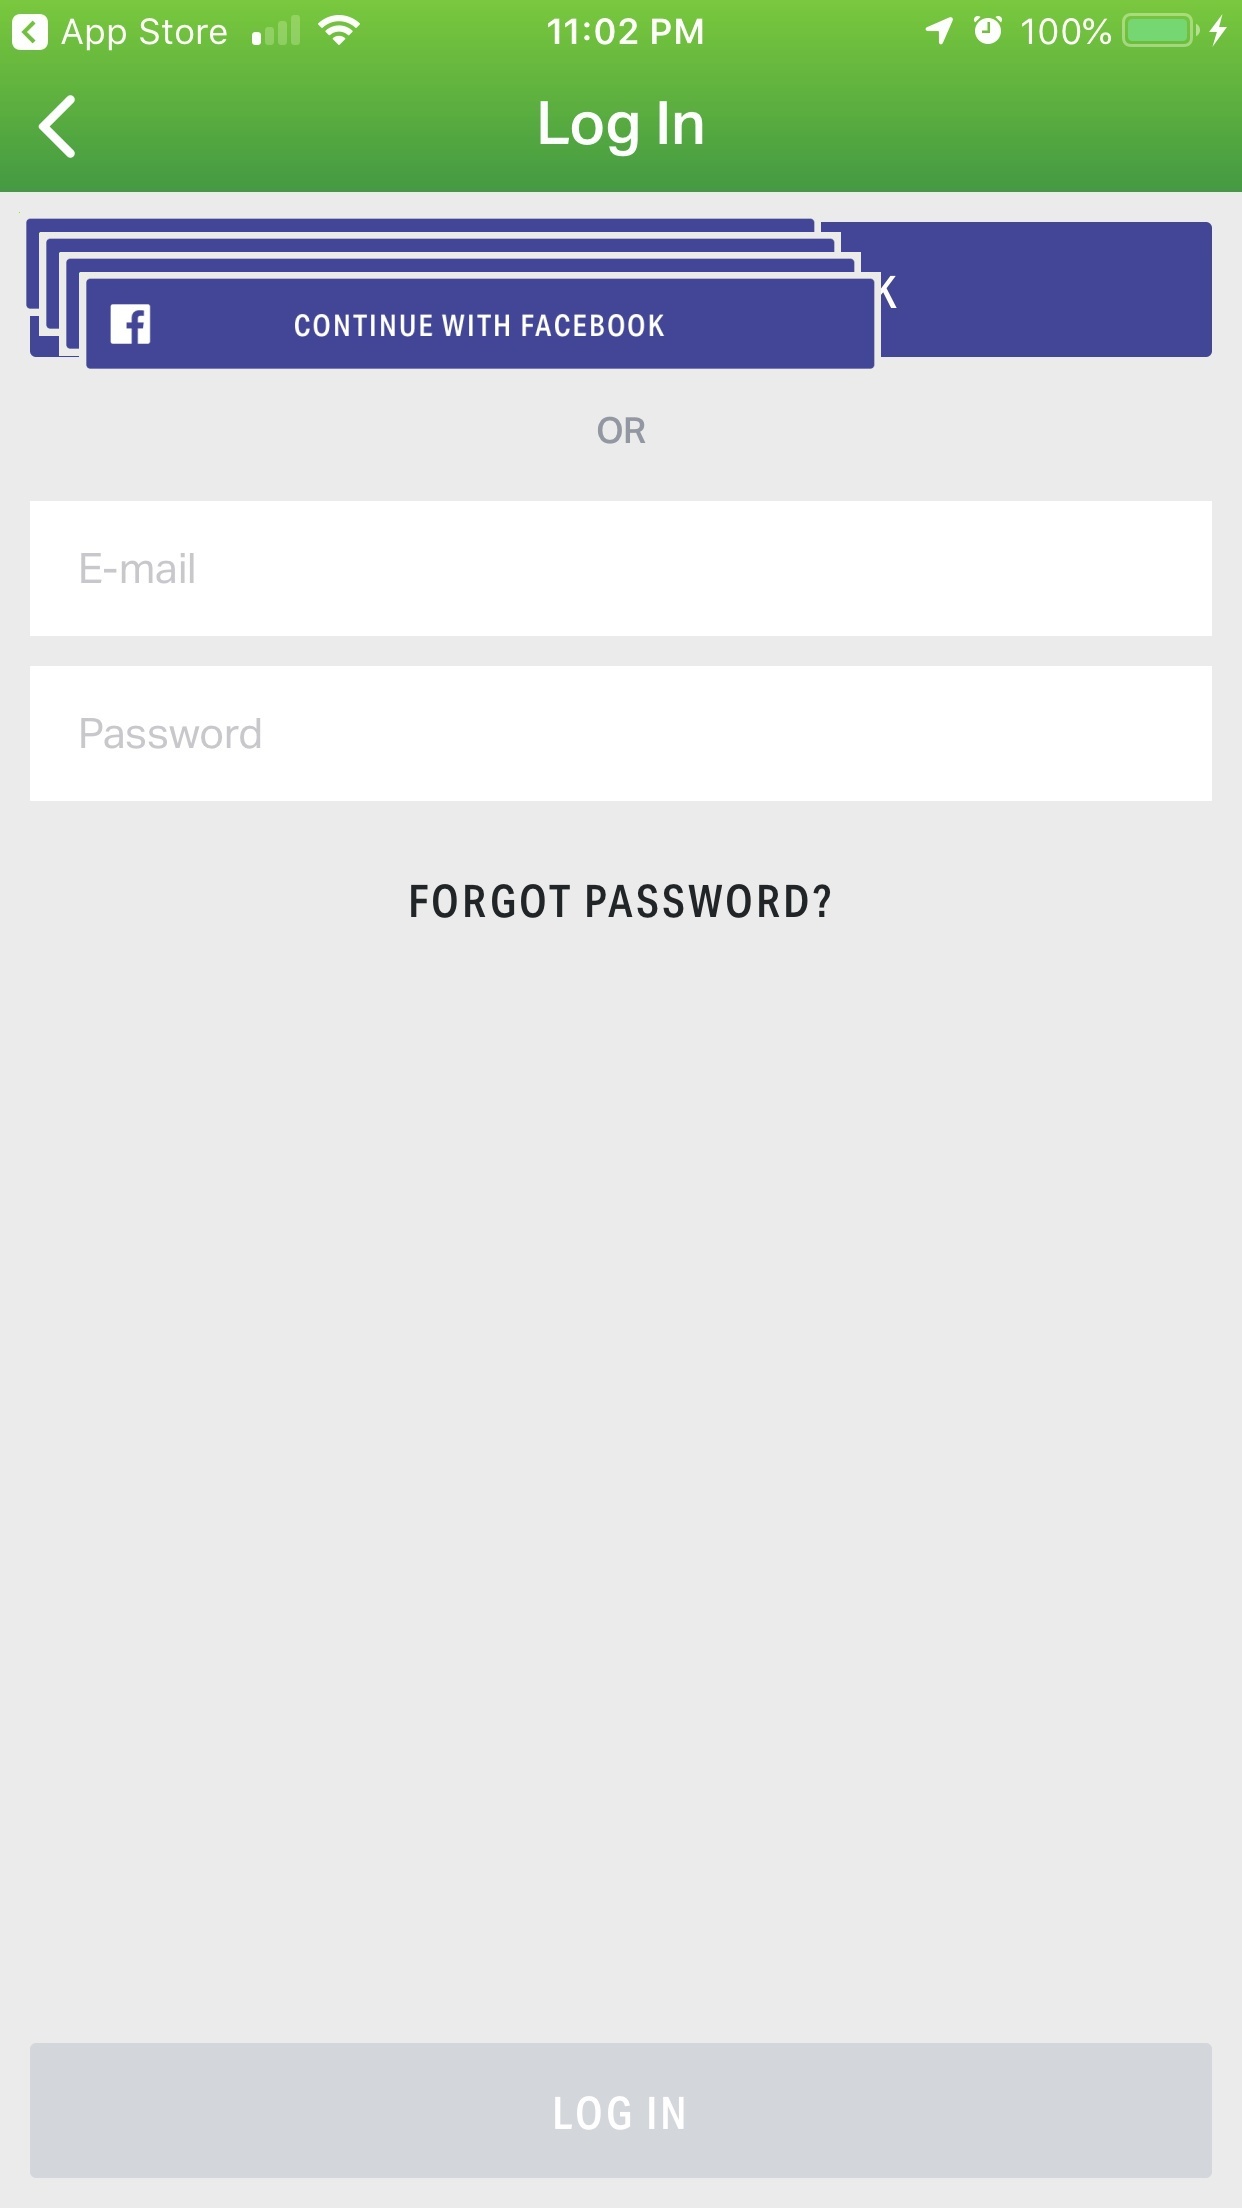 App Store 11:02 PM 100%
Log In
K
CONTINUE WITH FACEBOOK
OR
E-mail
Password
FORGOT PASSWORD?
LOG IN